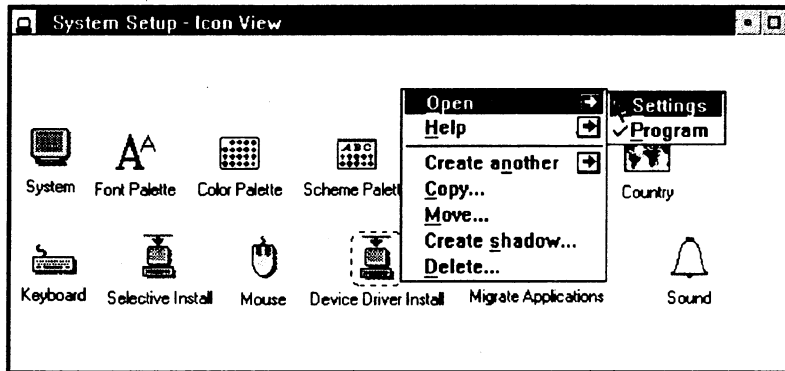 System Setup - Icon View
Open
Settings
Help
Program
Create another
Copy...
Move...
Create shadow...
Delete...
System
Font Palette
Color Palette
Scheme Palett
Country
Keyboard
Selective Install
Mouse
Device Driver Install
Migrate Applications
Sound